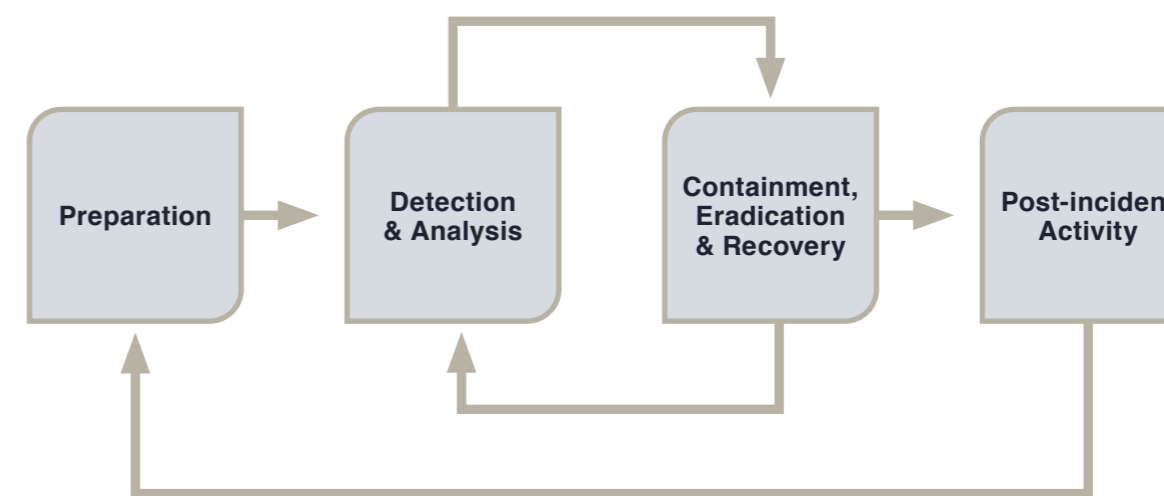 Preparation
Detection
& Analysis
Containment,
Eradication
& Recovery
Post-inciden
Activity